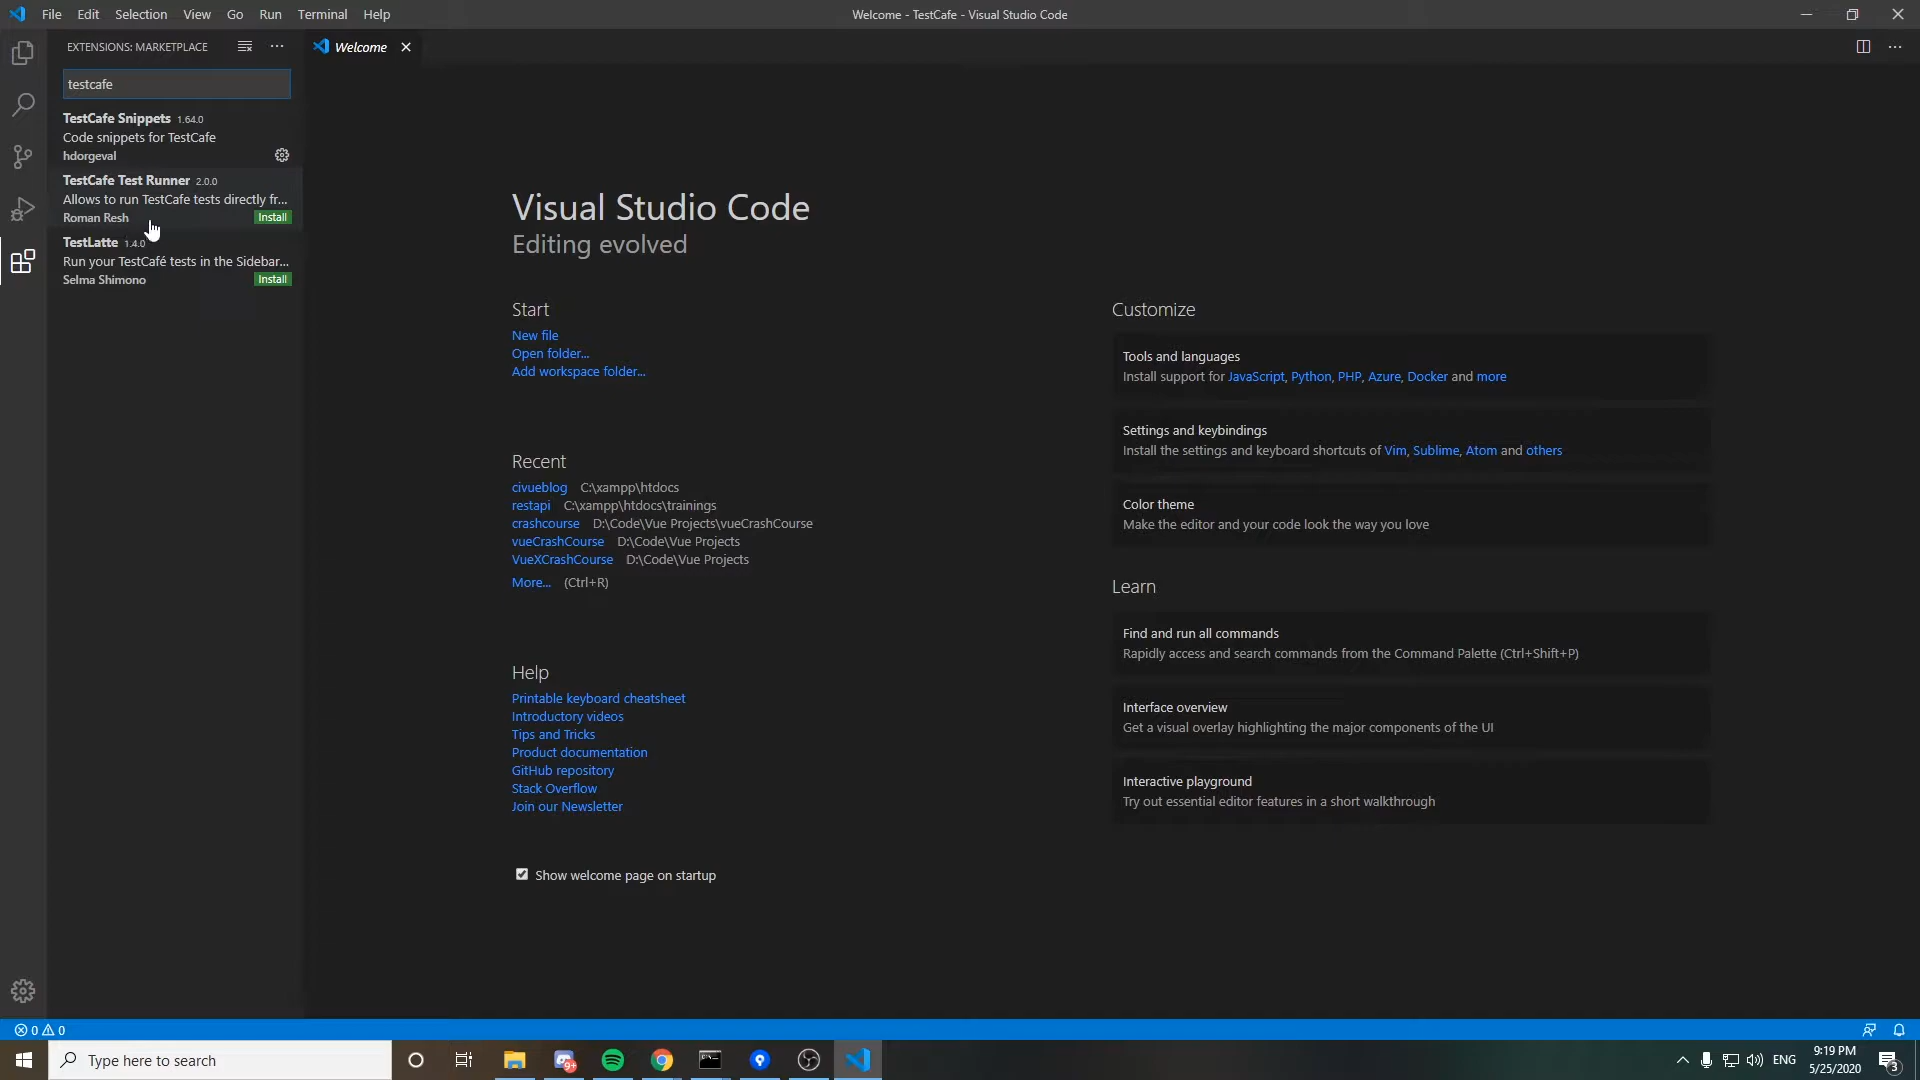 File Edit Selection View Go Run Terminal Help
Welcome - TestCafe - Visual Studio Code
EXTENSIONS: MARKETPLACE
Welcome
testcafe
TestCafe Snippets 1.64.0
Code snippets for TestCafe
hdorgeval
TestCafe Test Runner 2.0.0
Allows to run TestCafe tests directly fr...
Roman Resh Install
TestLatte 1.4.0
Run your TestCafé tests in the Sidebar...
Selma Shimono Install
Visual Studio Code
Editing evolved
Start
New file
Open folder...
Add workspace folder...
Recent
civueblog C:\xampp\htdocs
restapi C:\xampp\htdocs\trainings
crashcourse D:\Code\Vue Projects\vueCrashCourse
vueCrashCourse D:\Code\Vue Projects
VueXCrashCourse D:\Code\Vue Projects
More... (Ctrl+R)
Help
Printable keyboard cheatsheet
Introductory videos
Tips and Tricks
Product documentation
GitHub repository
Stack Overflow
Join our Newsletter
Show welcome page on startup
Customize
Tools and languages
Install support for JavaScript, Python, PHP, Azure, Docker and more
Settings and keybindings
Install the settings and keyboard shortcuts of Vim, Sublime, Atom and others
Color theme
Make the editor and your code look the way you love
Learn
Find and run all commands
Rapidly access and search commands from the Command Palette (Ctrl+Shift+P)
Interface overview
Get a visual overlay highlighting the major components of the UI
Interactive playground
Try out essential editor features in a short walkthrough
0 0
Type here to search
9+
ENG
9:19 PM
5/25/2020
3